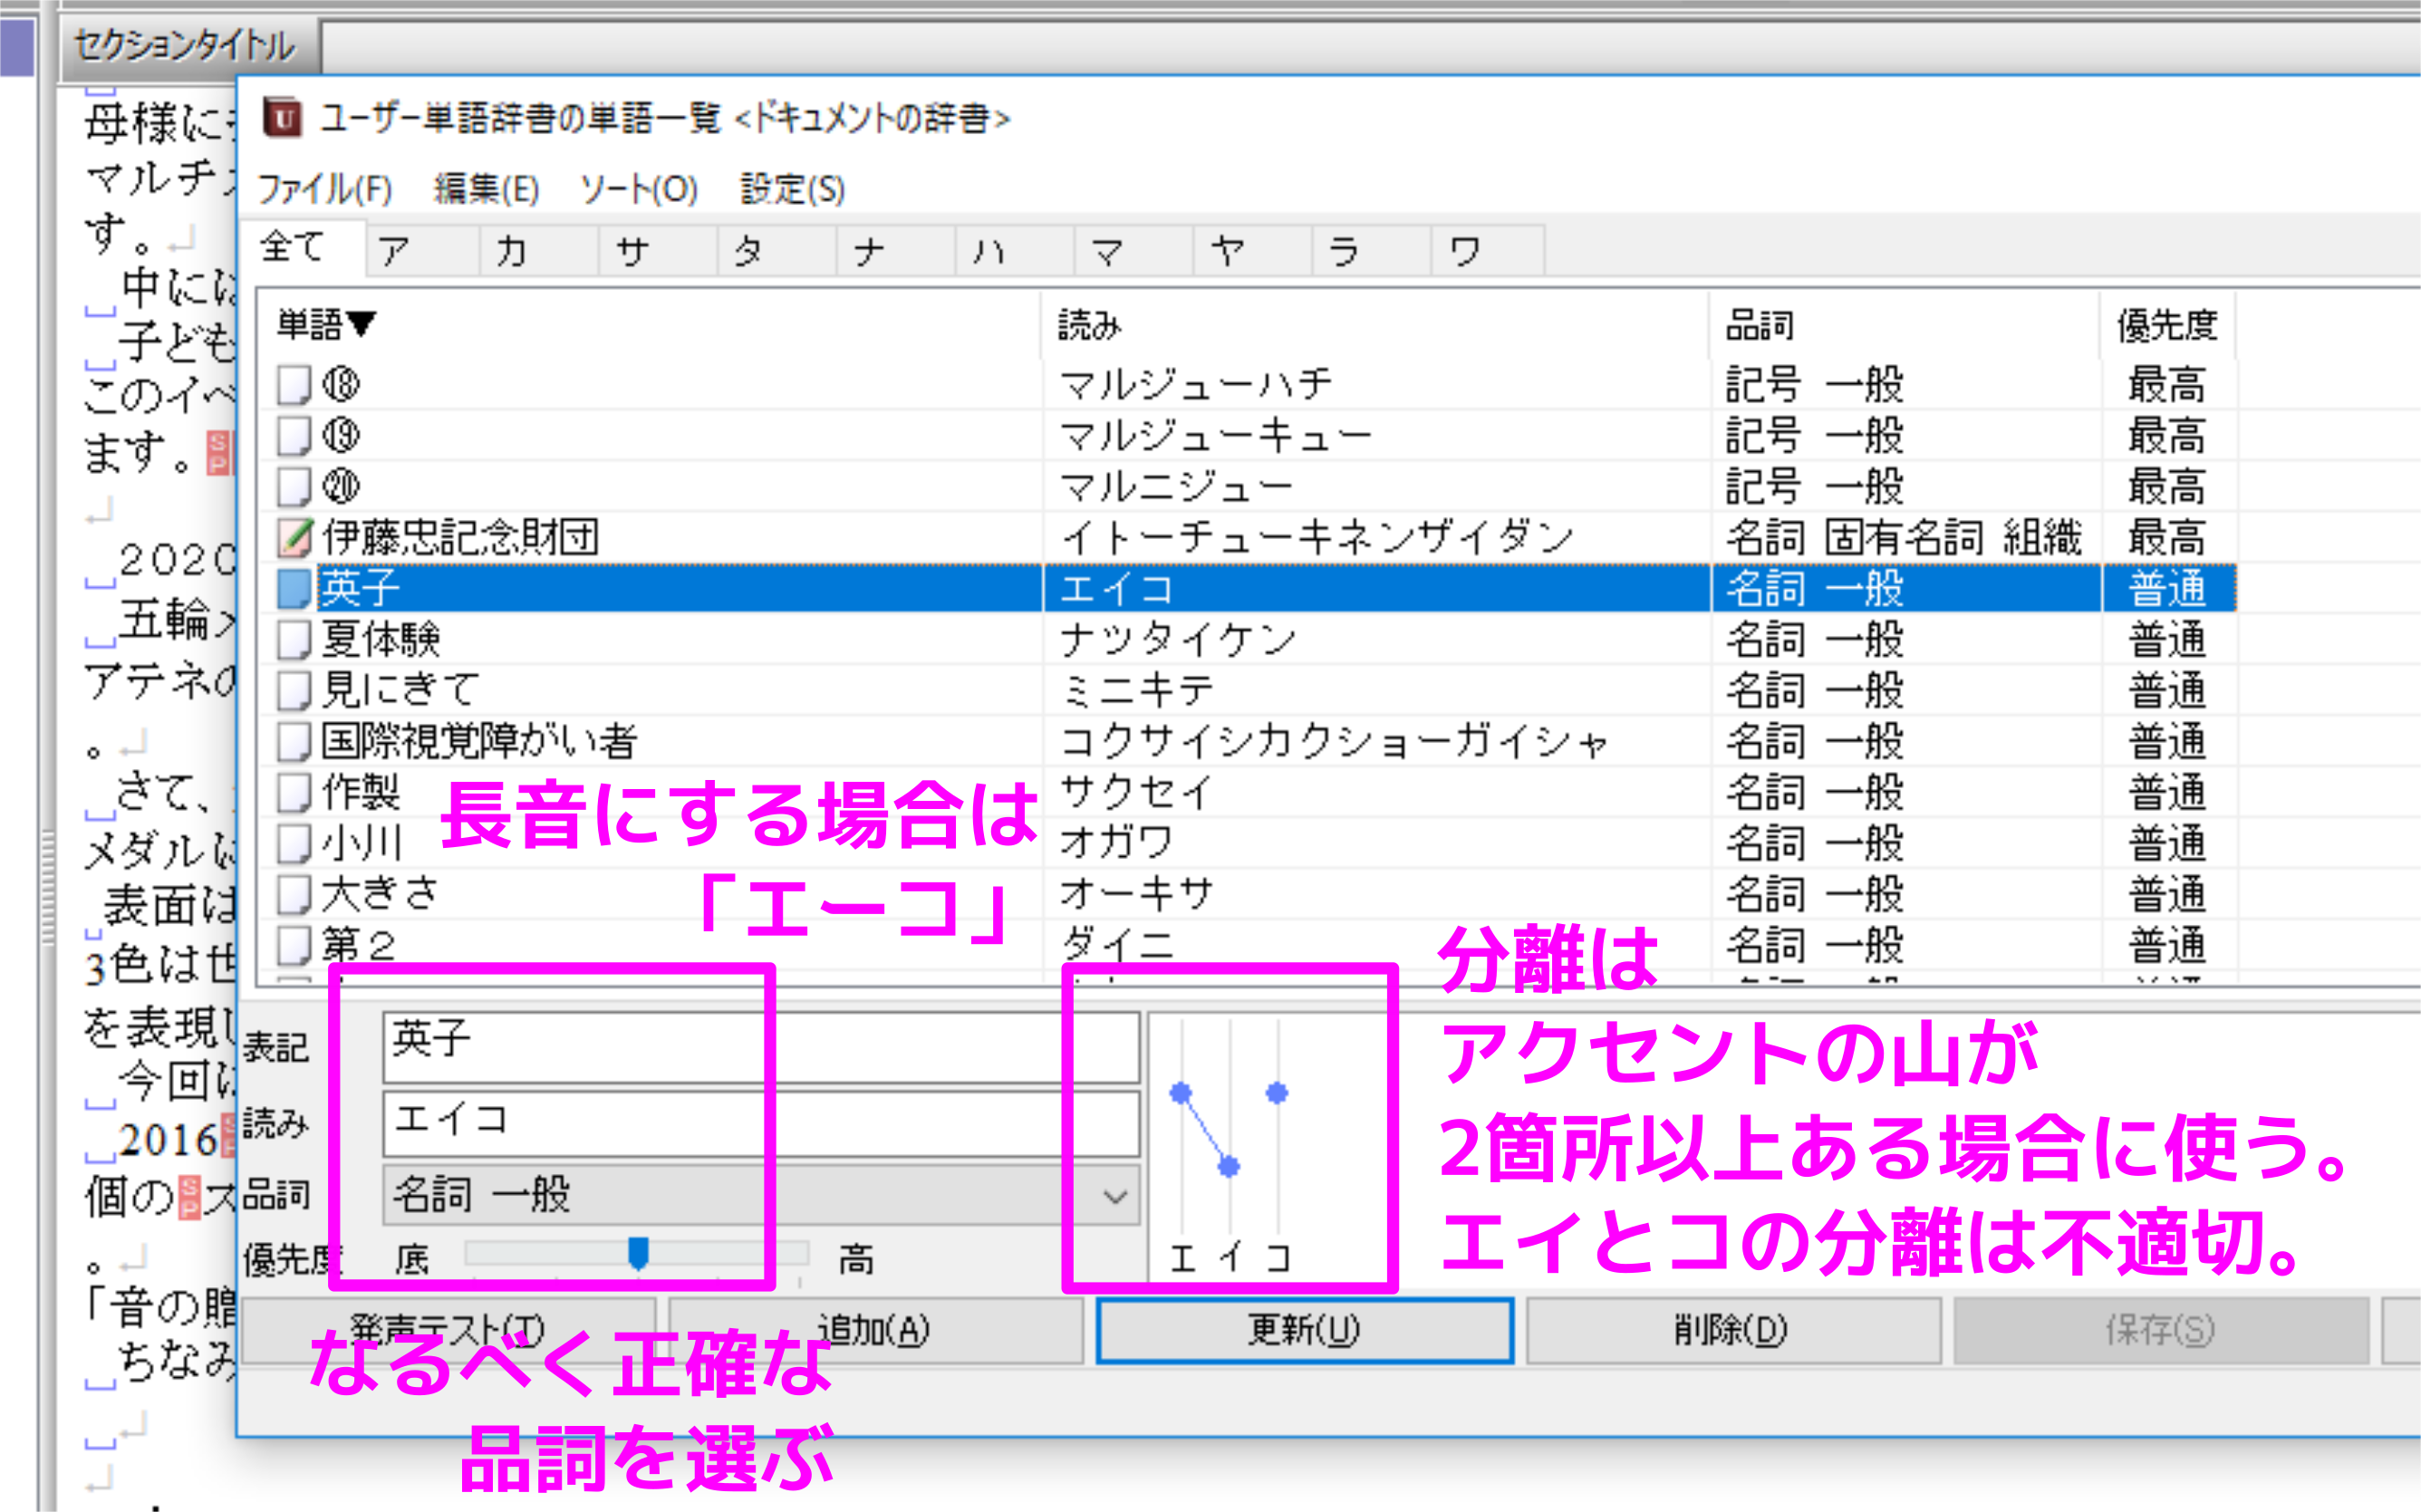 セクションタイトル
母様に
マルチ
す。
中には
子ども
このイベ
ます。SP
202
五輪
アテネの
。
さて、
メダルに
表面は
3色は世
を表現し
今回は
2016
個のSPス
。
「音の贈
ちなみ
ユーザー単語辞書の単語一覧 <ドキュメントの辞書>
ファイル(F) 編集(E) ソート(O) 設定(S)
全て ア カ サ タ ナ ハ マ ヤ ラ ワ
単語▼ 読み 品詞 優先度
⑱ マルジューハチ 記号 一般 最高
⑲ マルジューキュー 記号 一般 最高
⑳ マルニジュー 記号 一般 最高
伊藤忠記念財団 イトーチューキネンザイダン 名詞 固有名詞 組織 最高
英子 エイコ 名詞 一般 普通
夏体験 ナツタイケン 名詞 一般 普通
見にきて ミニキテ 名詞 一般 普通
国際視覚障がい者 コクサイシカクショーガイシャ 名詞 一般 普通
作製 サクセイ 名詞 一般 普通
小川 オガワ 名詞 一般 普通
大きさ オーキサ 名詞 一般 普通
第２ ダイニ 名詞 一般 普通
長音にする場合は
「エーコ」
表記 英子
読み エイコ
品詞 名詞 一般
優先度 底 高
エイコ
分離は
アクセントの山が
2箇所以上ある場合に使う。
エイとコの分離は不適切。
発声テスト(T) 追加(A) 更新(U) 削除(D) 保存(S)
なるべく正確な
品詞を選ぶ